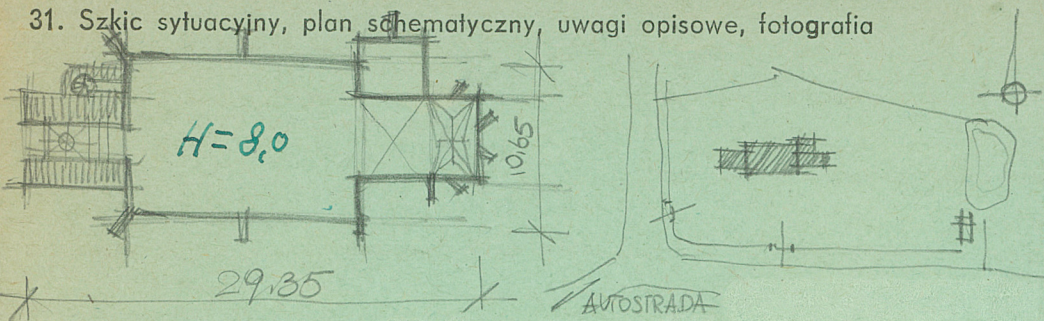 31. Szkic sytuacyjny, plan schematyczny, uwagi opisowe, fotografia
H = 8,0
10,65
29.35
AUTOSTRADA